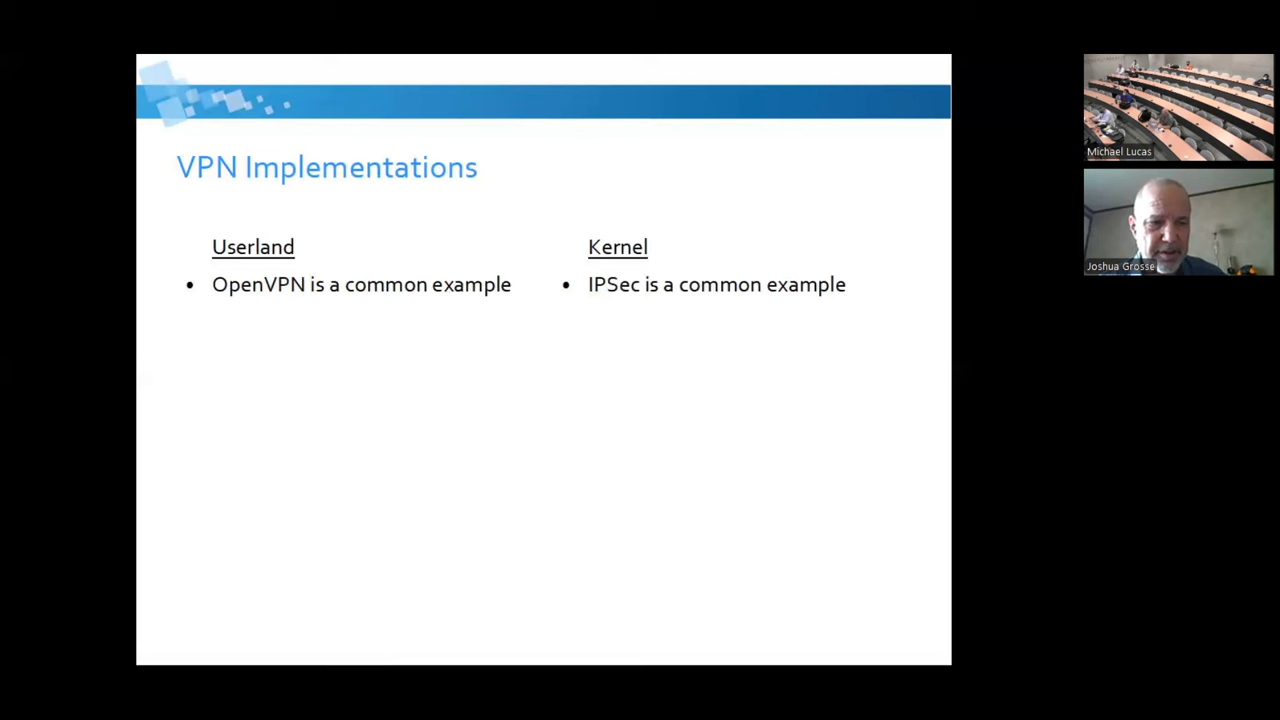 VPN Implementations
Userland
• OpenVPN is a common example
Kernel
• IPSec is a common example
Michael Lucas
Joshua Grosse